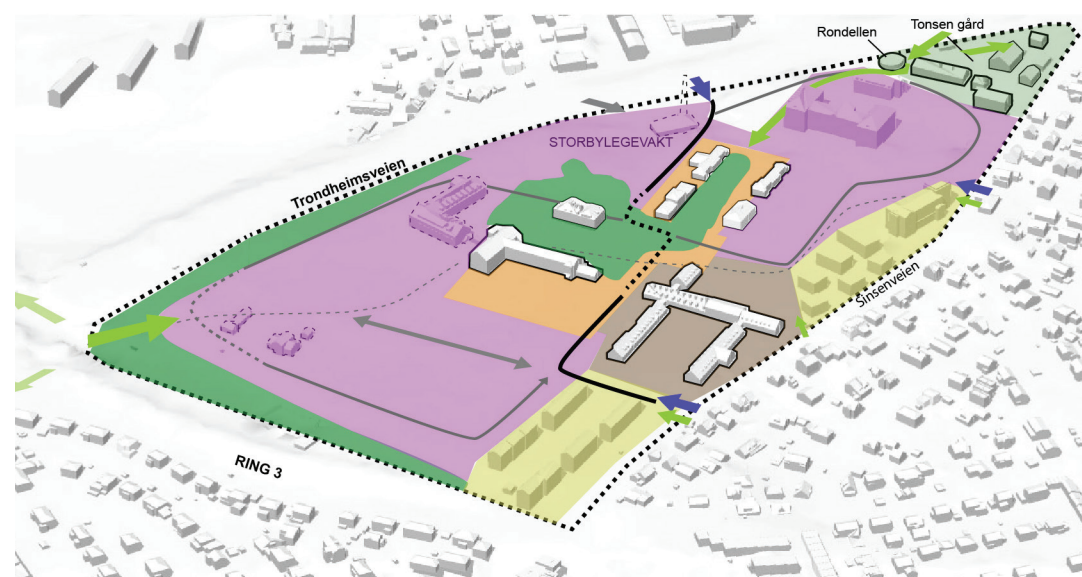 Tonsen gård
Rondellen
STORBYLEGEVAKT
Trondheimsveien
Sinsenveien
RING 3